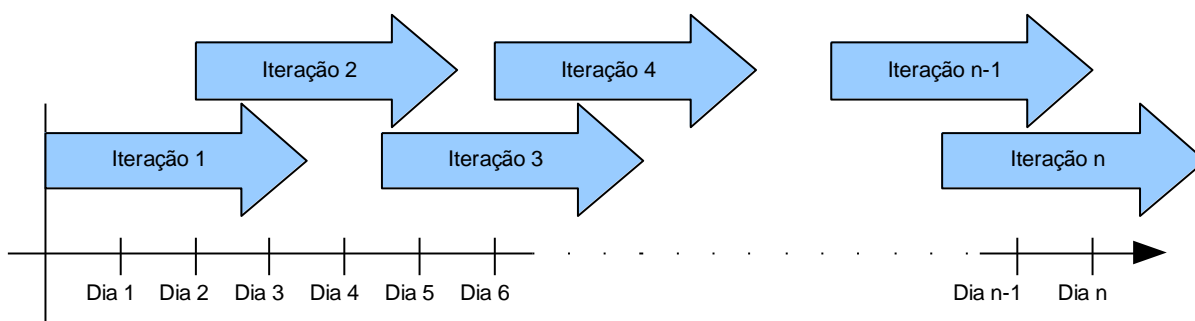 Iteração 2
Iteração 4
Iteração n-1
Iteração 1
Iteração 3
Iteração n
Dia 1
Dia 2
Dia 3
Dia 4
Dia 5
Dia 6
Dia n-1
Dia n